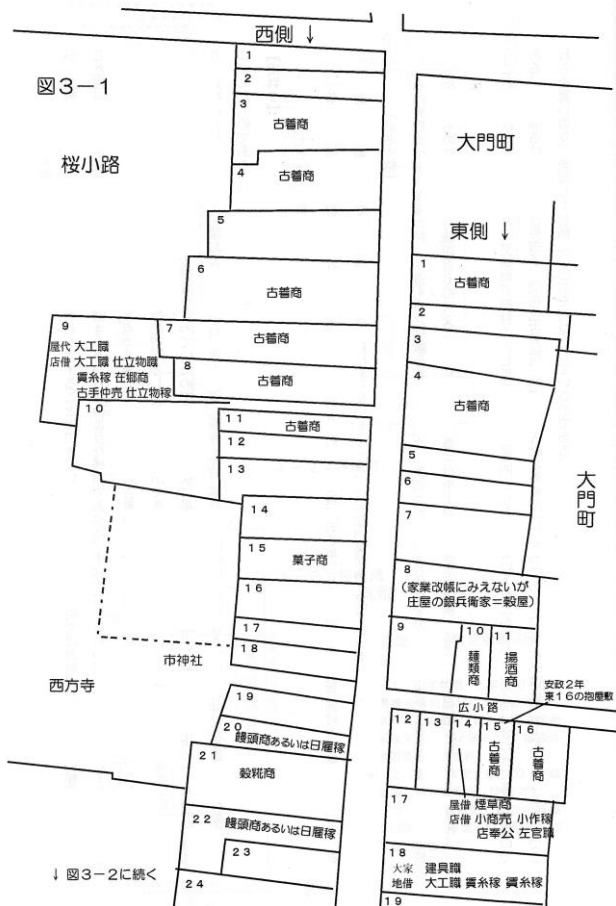 西側 ↓
図3-1
桜小路
1
2
3
古着商
4
古着商
5
6
古着商
7
古着商
8
古着商
9
屋代 大工職
店借 大工職 仕立物職
賃糸稼 在郷商
古手仲売 仕立物稼
10
11
古着商
12
13
14
15
菓子商
16
17
18
市神社
西方寺
19
20
饅頭商あるいは日雇稼
21
穀糀商
22
饅頭商あるいは日雇稼
23
24
↓ 図3-2に続く
大門町
東側 ↓
1
古着商
2
3
4
古着商
5
6
7
大門町
8
(家業改帳にみえないが
庄屋の銀兵衛家=穀屋)
9
10
麺類商
11
揚酒商
安政2年
東16の抱屋敷
広小路
12
13
14
15
古着商
16
古着商
屋借 煙草商
店借 小商売 小作稼
店奉公 左官職
17
18
大家 建具職
地借 大工職 賃糸稼 賃糸稼
19